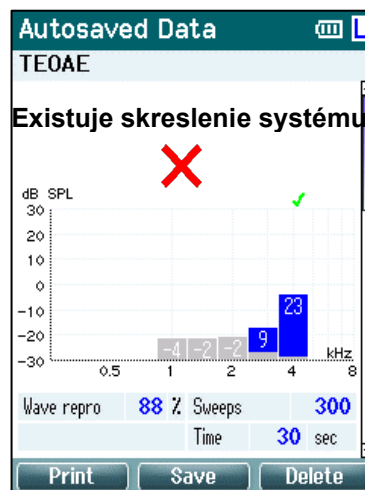 Autosaved Data L
TEOAE
Existuje skreslenie systému
dB SPL
30
20
10
0
-10
-20
-30
-4 -2 -2 9 23
kHz
0.5 1 2 4 8
Wave repro 88 % Sweeps 300
Time 30 sec
Print Save Delete